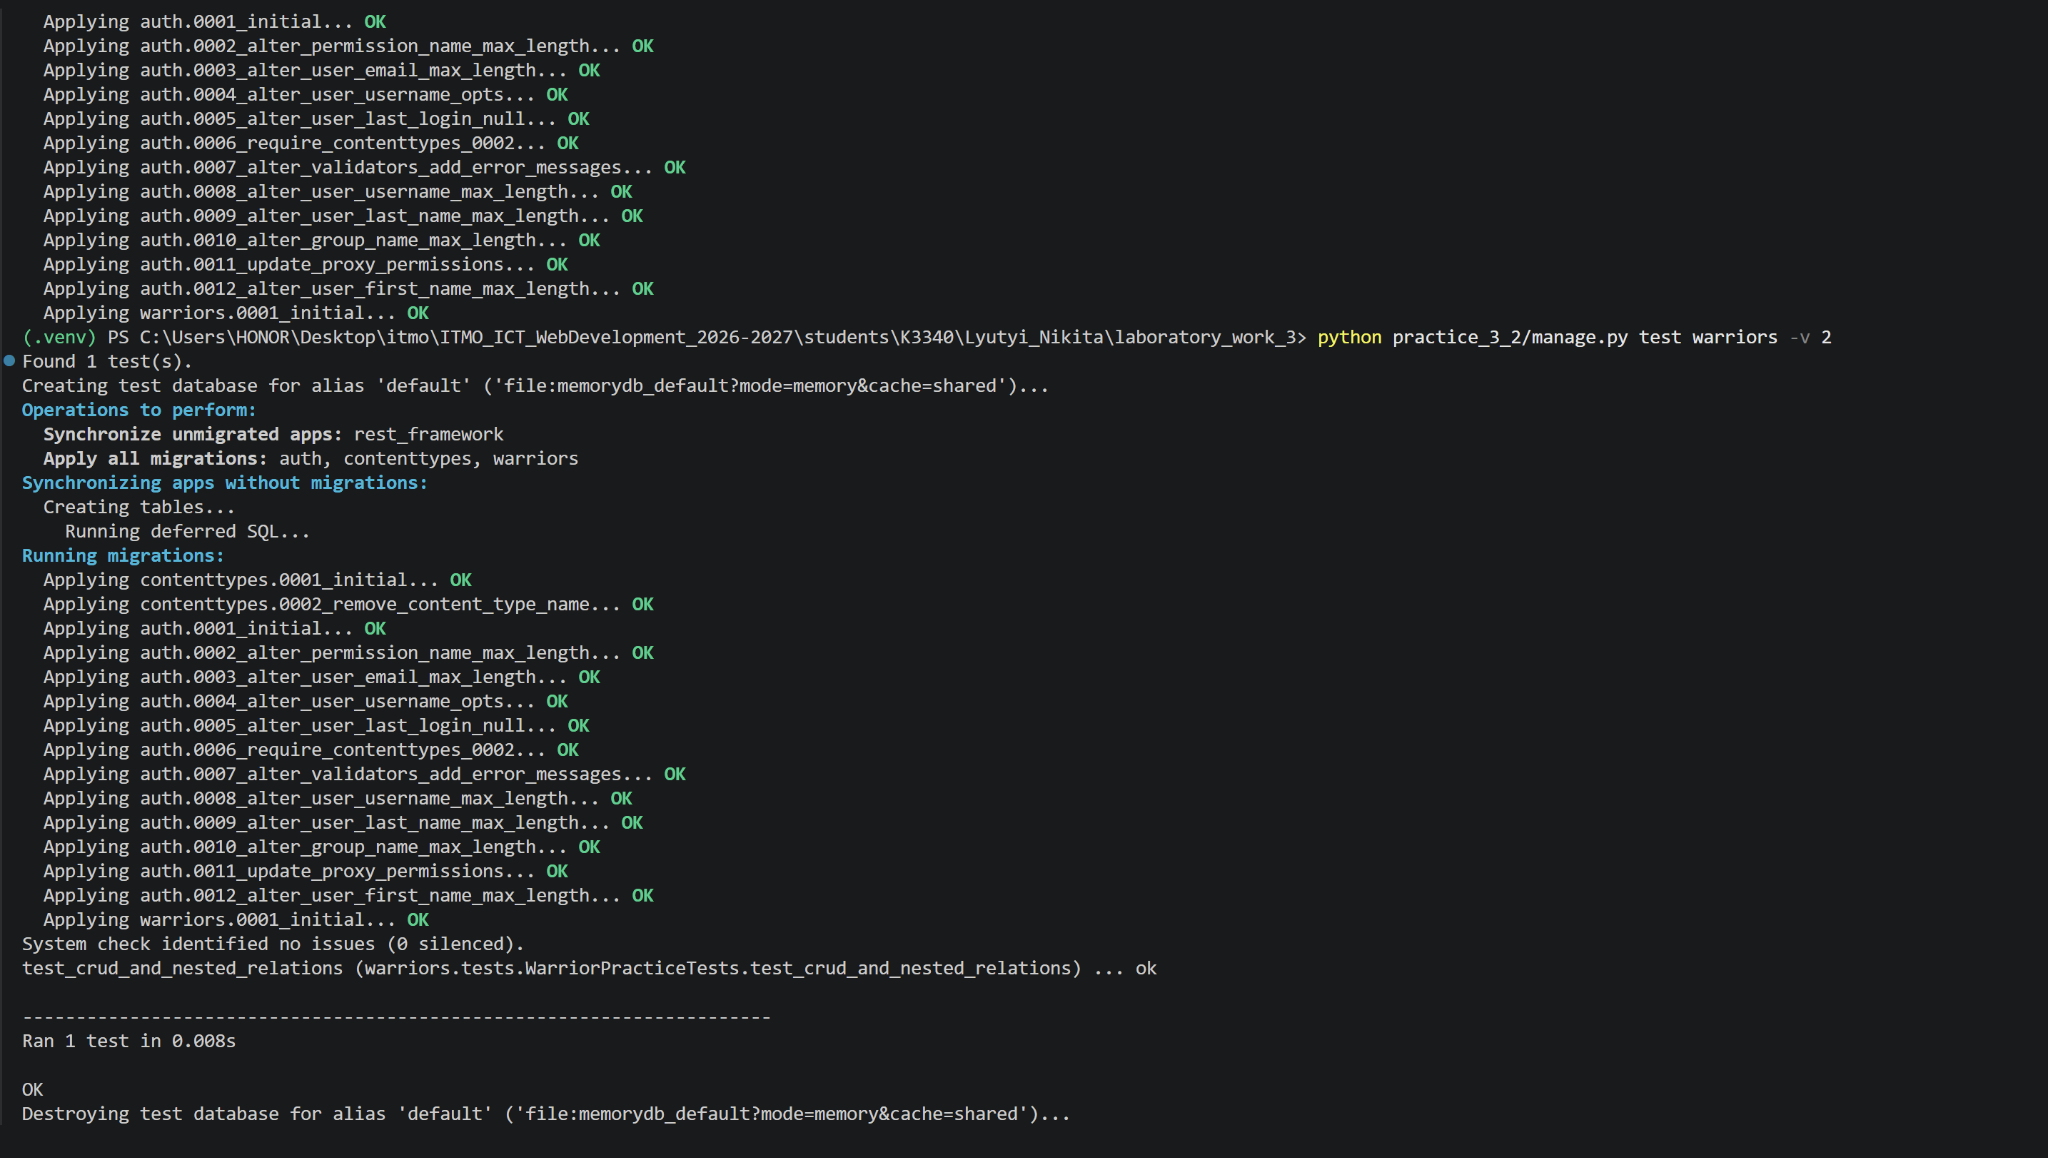 Applying auth.0001_initial... OK
Applying auth.0002_alter_permission_name_max_length... OK
Applying auth.0003_alter_user_email_max_length... OK
Applying auth.0004_alter_user_username_opts... OK
Applying auth.0005_alter_user_last_login_null... OK
Applying auth.0006_require_contenttypes_0002... OK
Applying auth.0007_alter_validators_add_error_messages... OK
Applying auth.0008_alter_user_username_max_length... OK
Applying auth.0009_alter_user_last_name_max_length... OK
Applying auth.0010_alter_group_name_max_length... OK
Applying auth.0011_update_proxy_permissions... OK
Applying auth.0012_alter_user_first_name_max_length... OK
Applying warriors.0001_initial... OK
(.venv) PS C:\Users\HONOR\Desktop\itmo\ITMO_ICT_WebDevelopment_2026-2027\students\K3340\Lyutyi_Nikita\laboratory_work_3> python practice_3_2/manage.py test warriors -v 2
Found 1 test(s).
Creating test database for alias 'default' ('file:memorydb_default?mode=memory&cache=shared')...
Operations to perform:
Synchronize unmigrated apps: rest_framework
Apply all migrations: auth, contenttypes, warriors
Synchronizing apps without migrations:
Creating tables...
Running deferred SQL...
Running migrations:
Applying contenttypes.0001_initial... OK
Applying contenttypes.0002_remove_content_type_name... OK
Applying auth.0001_initial... OK
Applying auth.0002_alter_permission_name_max_length... OK
Applying auth.0003_alter_user_email_max_length... OK
Applying auth.0004_alter_user_username_opts... OK
Applying auth.0005_alter_user_last_login_null... OK
Applying auth.0006_require_contenttypes_0002... OK
Applying auth.0007_alter_validators_add_error_messages... OK
Applying auth.0008_alter_user_username_max_length... OK
Applying auth.0009_alter_user_last_name_max_length... OK
Applying auth.0010_alter_group_name_max_length... OK
Applying auth.0011_update_proxy_permissions... OK
Applying auth.0012_alter_user_first_name_max_length... OK
Applying warriors.0001_initial... OK
System check identified no issues (0 silenced).
test_crud_and_nested_relations (warriors.tests.WarriorPracticeTests.test_crud_and_nested_relations) ... ok
----------------------------------------------------------------------
Ran 1 test in 0.008s
OK
Destroying test database for alias 'default' ('file:memorydb_default?mode=memory&cache=shared')...